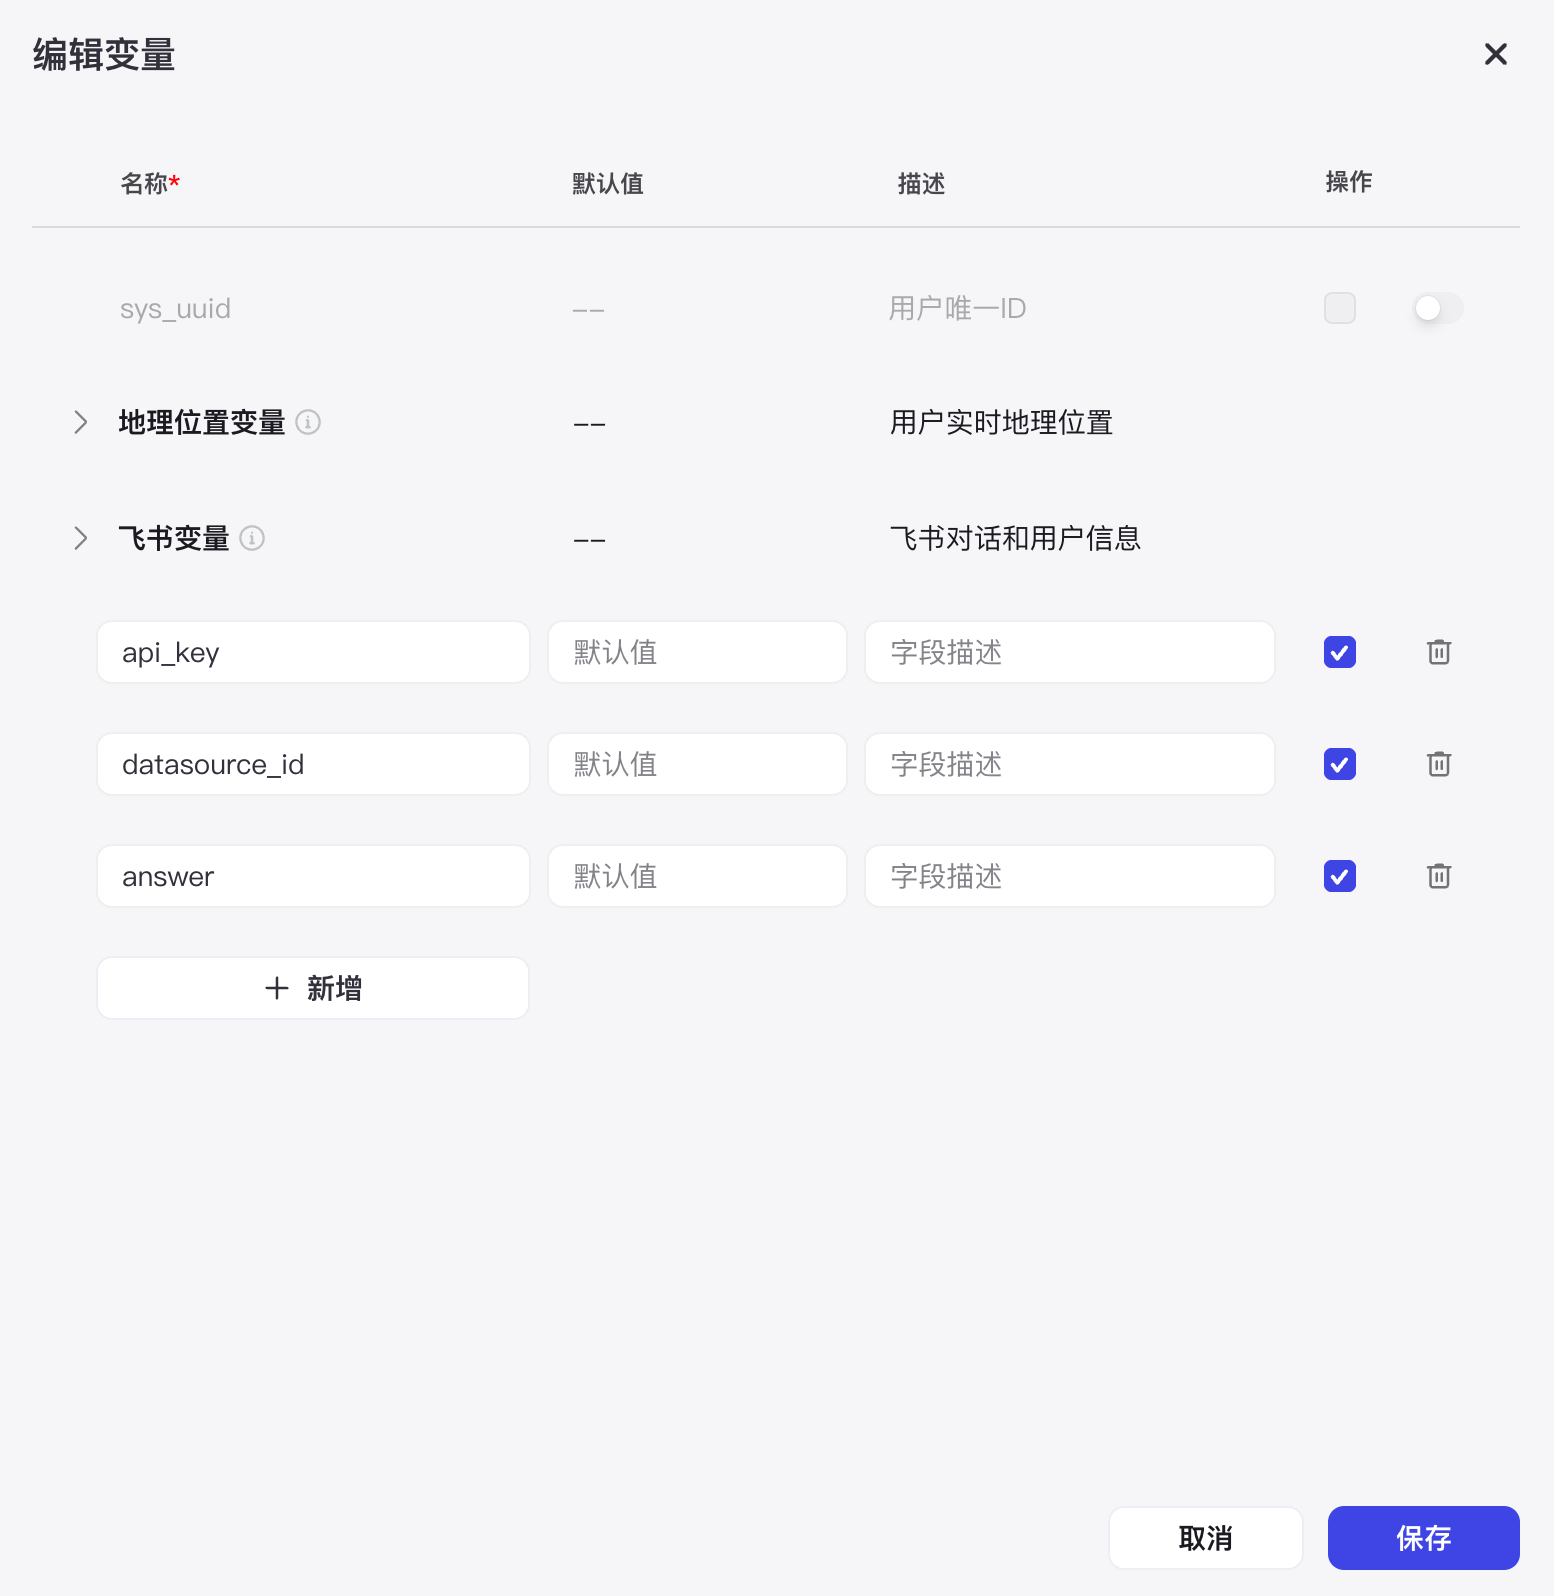 编辑变量
名称* 默认值 描述 操作
sys_uuid -- 用户唯一ID
地理位置变量 -- 用户实时地理位置
飞书变量 -- 飞书对话和用户信息
api_key 默认值 字段描述
datasource_id 默认值 字段描述
answer 默认值 字段描述
新增
取消 保存